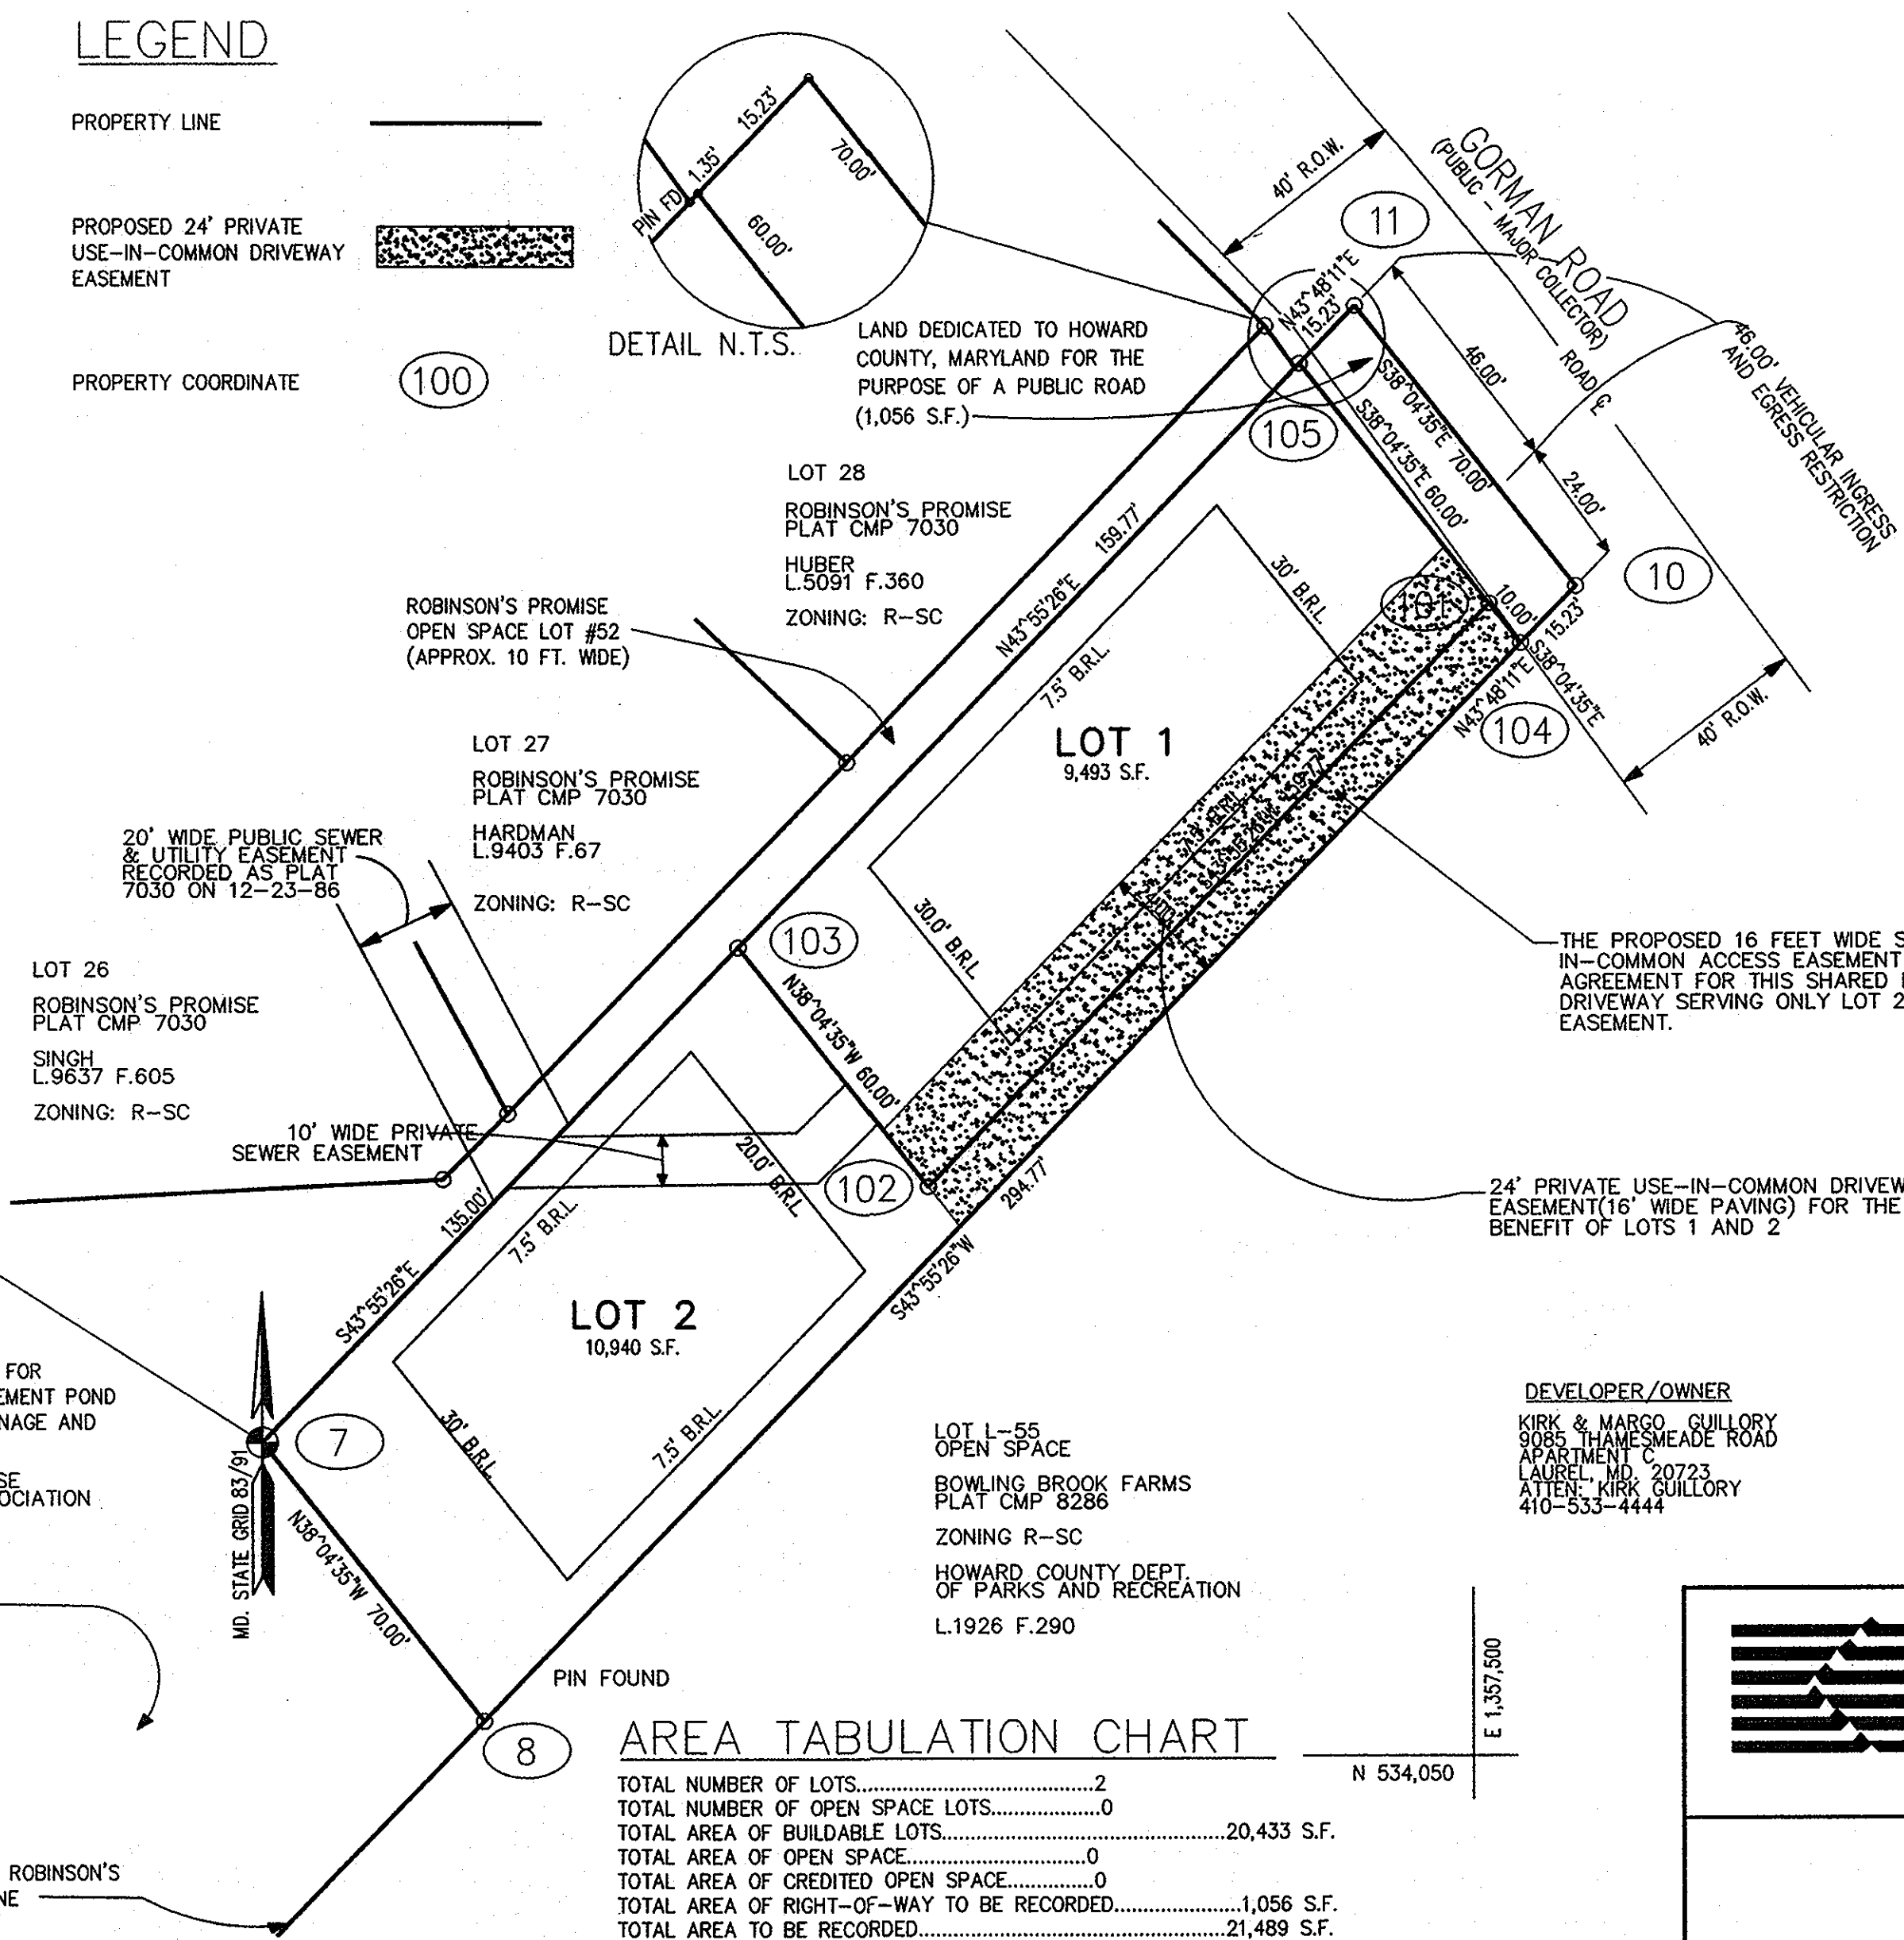 LEGEND
PROPERTY LINE
PROPOSED 24' PRIVATE
USE-IN-COMMON DRIVEWAY
EASEMENT
PROPERTY COORDINATE
100
15.23'
1.35'
70.00'
PIN FD
60.00'
DETAIL N.T.S.
LAND DEDICATED TO HOWARD
COUNTY, MARYLAND FOR THE
PURPOSE OF A PUBLIC ROAD
(1,056 S.F.)
40' R.O.W.
11
GORMAN ROAD
(PUBLIC - MAJOR COLLECTOR)
N43^48'11"E
15.23'
46.00'
ROAD ℄
46.00' VEHICULAR INGRESS
AND EGRESS RESTRICTION
S38^04'35"E 70.00'
S38^04'35"E 60.00'
24.00'
105
10
101
10.00'
15.23'
S38^04'35"E
N43^48'11"E
104
40' R.O.W.
LOT 28
ROBINSON'S PROMISE
PLAT CMP 7030
HUBER
L.5091 F.360
ZONING: R-SC
159.77'
N43^55'26"E
30' B.R.L.
7.5' B.R.L.
ROBINSON'S PROMISE
OPEN SPACE LOT #52
(APPROX. 10 FT. WIDE)
LOT 1
9,493 S.F.
LOT 27
ROBINSON'S PROMISE
PLAT CMP 7030
HARDMAN
L.9403 F.67
ZONING: R-SC
20' WIDE PUBLIC SEWER
& UTILITY EASEMENT
RECORDED AS PLAT
7030 ON 12-23-86
30.0' B.R.L.
103
THE PROPOSED 16 FEET WIDE S
IN-COMMON ACCESS EASEMENT
AGREEMENT FOR THIS SHARED
DRIVEWAY SERVING ONLY LOT 2
EASEMENT.
LOT 26
ROBINSON'S PROMISE
PLAT CMP 7030
SINGH
L.9637 F.605
ZONING: R-SC
N38^04'35"W 60.00'
10' WIDE PRIVATE
SEWER EASEMENT
20.0' B.R.L.
102
294.77'
24' PRIVATE USE-IN-COMMON DRIVEW
EASEMENT(16' WIDE PAVING) FOR THE
BENEFIT OF LOTS 1 AND 2
135.00'
7.5' B.R.L.
S43^55'26"E
S43^55'26"W
LOT 2
10,940 S.F.
FOR
EMENT POND
NAGE AND
SE
OCIATION
7
MD. STATE GRID 83/91
30' B.R.L.
7.5' B.R.L.
N38^04'35"W 70.00'
LOT L-55
OPEN SPACE
BOWLING BROOK FARMS
PLAT CMP 8286
ZONING R-SC
HOWARD COUNTY DEPT.
OF PARKS AND RECREATION
L.1926 F.290
DEVELOPER/OWNER
KIRK & MARGO GUILLORY
9085 THAMESMEADE ROAD
APARTMENT C
LAUREL, MD. 20723
ATTEN: KIRK GUILLORY
410-533-4444
PIN FOUND
8
E 1,357,500
N 534,050
ROBINSON'S
NE
AREA TABULATION CHART
TOTAL NUMBER OF LOTS....................................2
TOTAL NUMBER OF OPEN SPACE LOTS..................0
TOTAL AREA OF BUILDABLE LOTS...............................................20,433 S.F.
TOTAL AREA OF OPEN SPACE..............................0
TOTAL AREA OF CREDITED OPEN SPACE..............0
TOTAL AREA OF RIGHT-OF-WAY TO BE RECORDED.....................1,056 S.F.
TOTAL AREA TO BE RECORDED...................................................21,489 S.F.